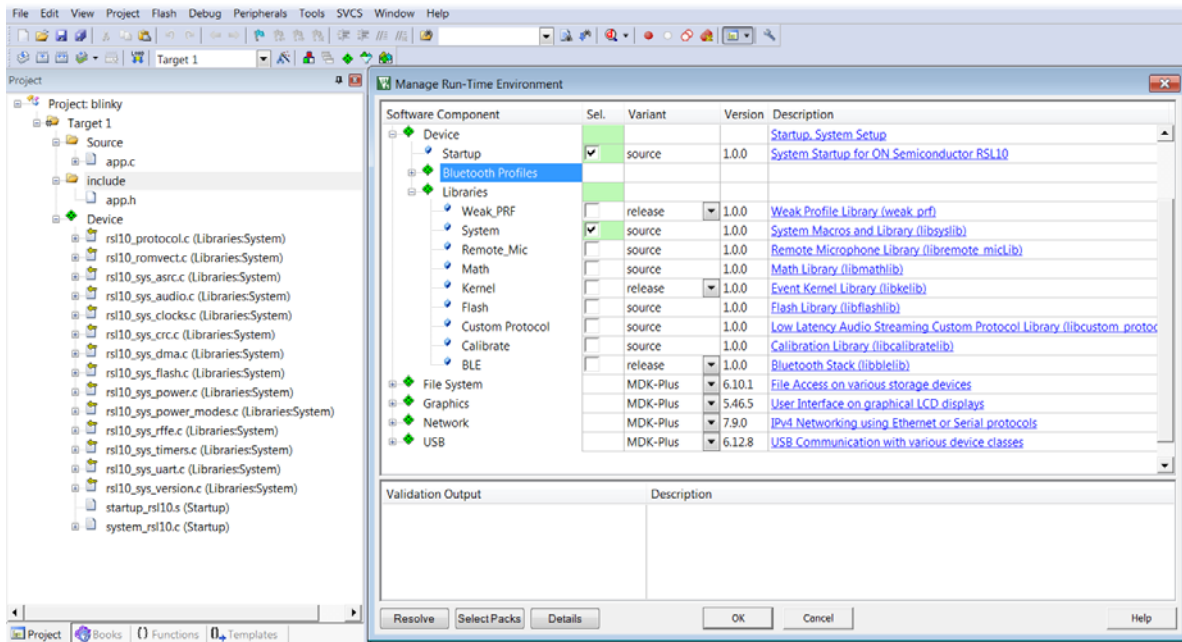 File Edit View Project Flash Debug Peripherals Tools SVCS Window Help
Target 1
Project
Project: blinky
Target 1
Source
app.c
include
app.h
Device
rsl10_protocol.c (Libraries:System)
rsl10_romvect.c (Libraries:System)
rsl10_sys_asrc.c (Libraries:System)
rsl10_sys_audio.c (Libraries:System)
rsl10_sys_clocks.c (Libraries:System)
rsl10_sys_crc.c (Libraries:System)
rsl10_sys_dma.c (Libraries:System)
rsl10_sys_flash.c (Libraries:System)
rsl10_sys_power.c (Libraries:System)
rsl10_sys_power_modes.c (Libraries:System)
rsl10_sys_rffe.c (Libraries:System)
rsl10_sys_timers.c (Libraries:System)
rsl10_sys_uart.c (Libraries:System)
rsl10_sys_version.c (Libraries:System)
startup_rsl10.s (Startup)
system_rsl10.c (Startup)
Project Books {} Functions 0 Templates
Manage Run-Time Environment
Software Component Sel. Variant Version Description
Device Startup, System Setup
Startup source 1.0.0 System Startup for ON Semiconductor RSL10
Bluetooth Profiles
Libraries
Weak_PRF release 1.0.0 Weak Profile Library (weak_prf)
System source 1.0.0 System Macros and Library (libsyslib)
Remote_Mic source 1.0.0 Remote Microphone Library (libremote_micLib)
Math source 1.0.0 Math Library (libmathlib)
Kernel release 1.0.0 Event Kernel Library (libkelib)
Flash source 1.0.0 Flash Library (libflashlib)
Custom Protocol source 1.0.0 Low Latency Audio Streaming Custom Protocol Library (libcustom_protoc
Calibrate source 1.0.0 Calibration Library (libcalibratelib)
BLE release 1.0.0 Bluetooth Stack (libblelib)
File System MDK-Plus 6.10.1 File Access on various storage devices
Graphics MDK-Plus 5.46.5 User Interface on graphical LCD displays
Network MDK-Plus 7.9.0 IPv4 Networking using Ethernet or Serial protocols
USB MDK-Plus 6.12.8 USB Communication with various device classes
Validation Output Description
Resolve Select Packs Details OK Cancel Help